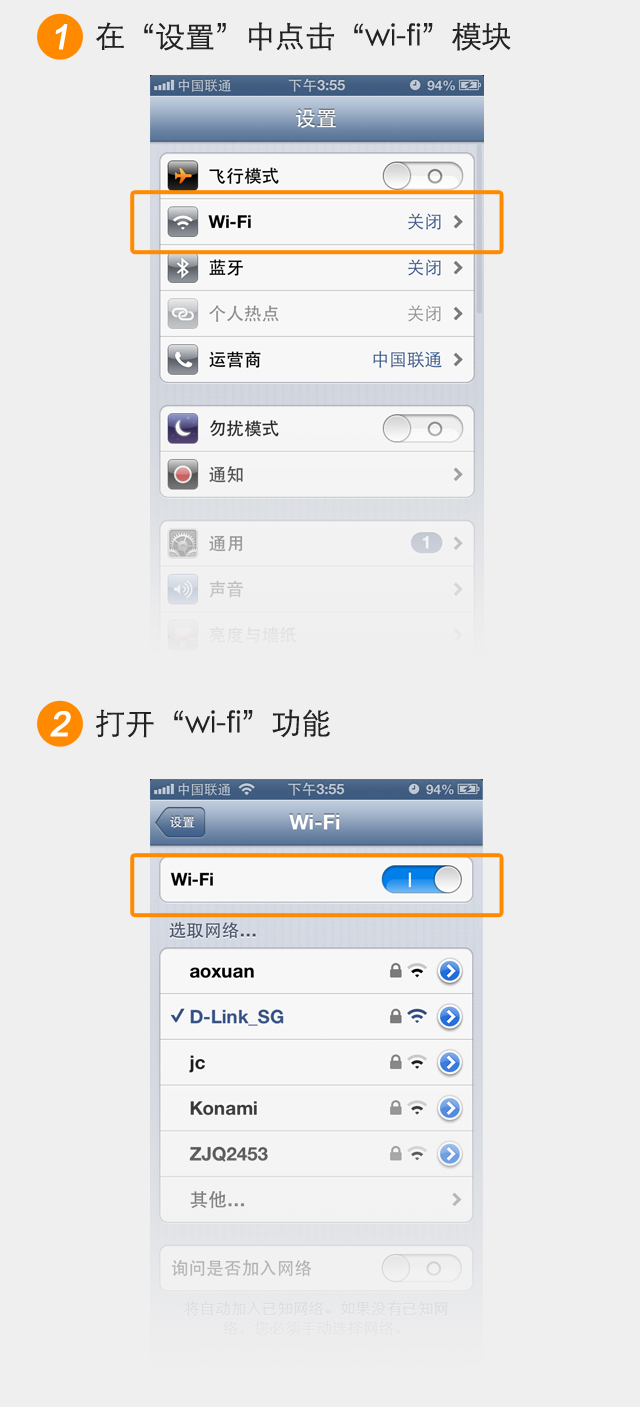 1 在“设置”中点击“wi-fi”模块
中国联通 下午3:55 94%
设置
飞行模式
Wi-Fi 关闭
蓝牙 关闭
个人热点 关闭
运营商 中国联通
勿扰模式
通知
通用 1
声音
亮度与墙纸
2 打开“wi-fi”功能
中国联通 下午3:55 94%
设置 Wi-Fi
Wi-Fi
选取网络...
aoxuan
D-Link_SG
jc
Konami
ZJQ2453
其他...
询问是否加入网络
将自动加入已知网络。如果没有已知网
络，您必须手动选择网络。